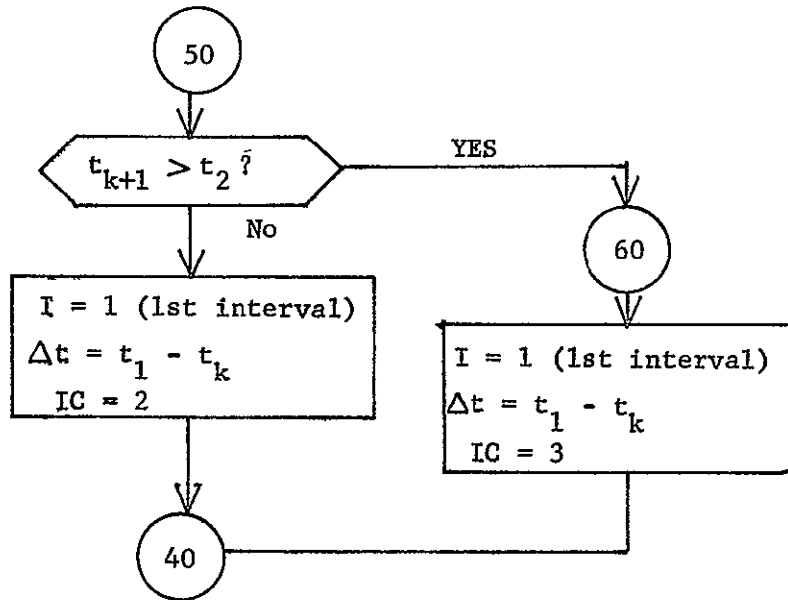 50
t_{k+1} > t_2 ?
YES
No
60
I = 1 (1st interval)
Δt = t_1 - t_k
IC = 2
I = 1 (1st interval)
Δt = t_1 - t_k
IC = 3
40